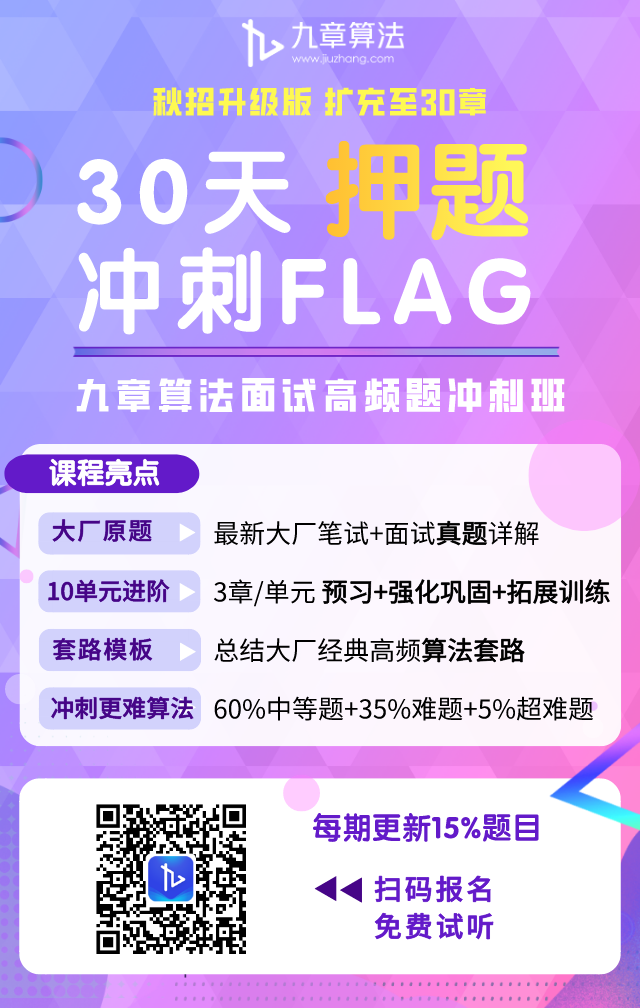 九章算法
www.jiuzhang.com
秋招升级版 扩充至30章
30天 押题
冲刺FLAG
九章算法面试高频题冲刺班
课程亮点
大厂原题
最新大厂笔试+面试真题详解
10单元进阶
3章/单元 预习+强化巩固+拓展训练
套路模板
总结大厂经典高频算法套路
冲刺更难算法
60%中等题+35%难题+5%超难题
每期更新15%题目
扫码报名
免费试听